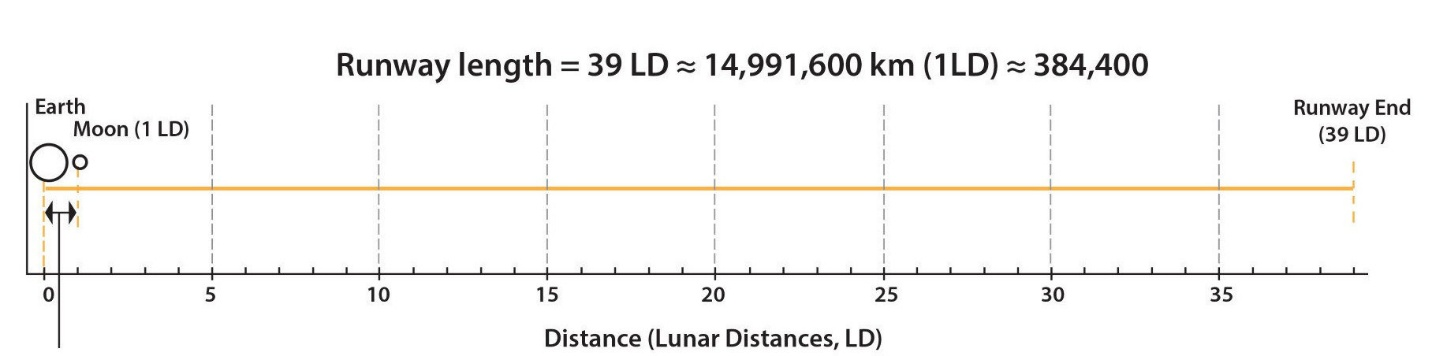 Runway length = 39 LD ≈ 14,991,600 km (1LD) ≈ 384,400
Earth
Moon (1 LD)
Runway End
(39 LD)
0 5 10 15 20 25 30 35
Distance (Lunar Distances, LD)